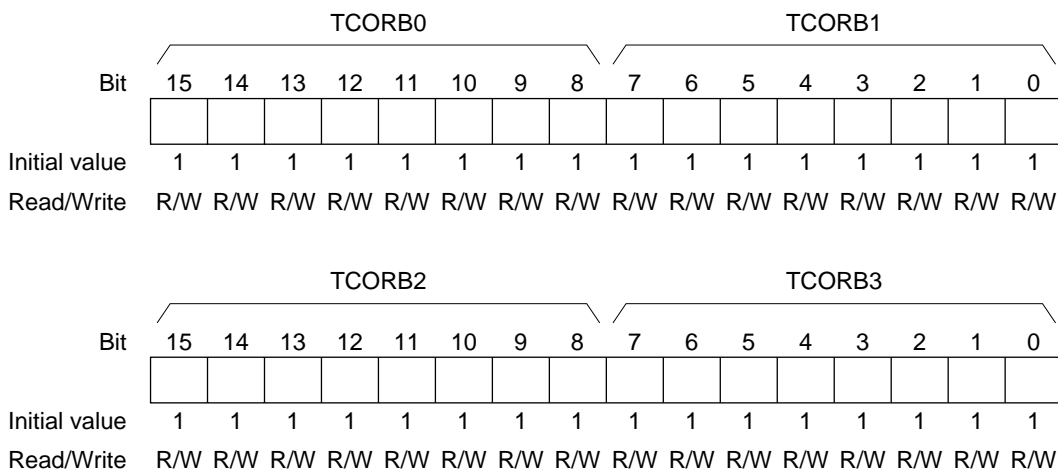 TCORB0 TCORB1
Bit 15 14 13 12 11 10 9 8 7 6 5 4 3 2 1 0
Initial value 1 1 1 1 1 1 1 1 1 1 1 1 1 1 1 1
Read/Write R/W R/W R/W R/W R/W R/W R/W R/W R/W R/W R/W R/W R/W R/W R/W R/W
TCORB2 TCORB3
Bit 15 14 13 12 11 10 9 8 7 6 5 4 3 2 1 0
Initial value 1 1 1 1 1 1 1 1 1 1 1 1 1 1 1 1
Read/Write R/W R/W R/W R/W R/W R/W R/W R/W R/W R/W R/W R/W R/W R/W R/W R/W